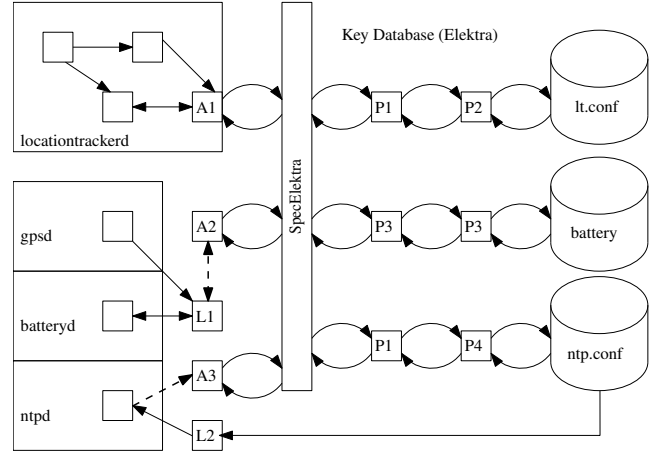 Key Database (Elektra)
A1
P1
P2
lt.conf
locationtrackerd
SpecElektra
gpsd
A2
P3
P3
battery
batteryd
L1
P1
P4
ntp.conf
A3
ntpd
L2